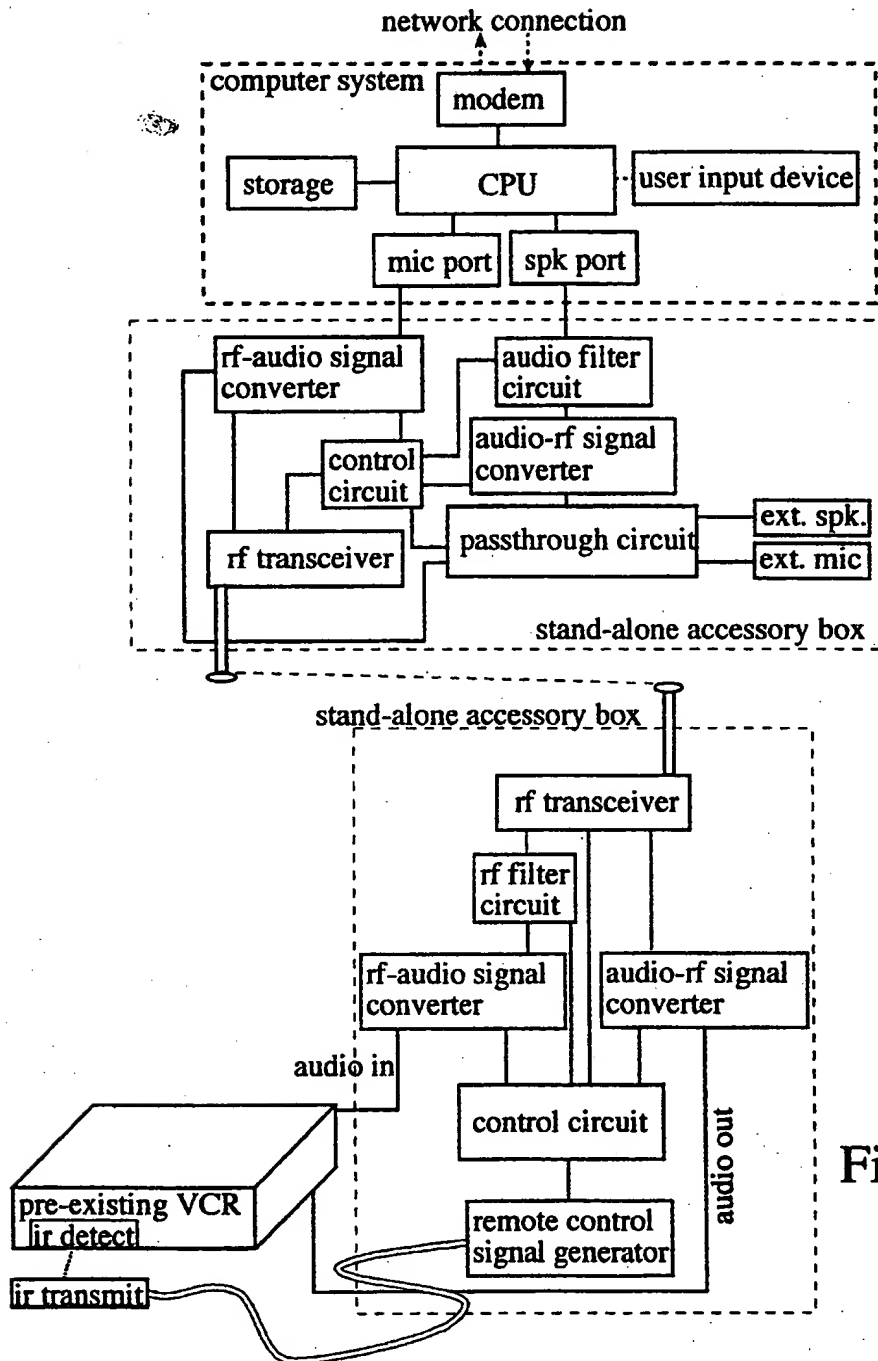 network connection
computer system
modem
storage
CPU
user input device
mic port
spk port
rf-audio signal
converter
audio filter
circuit
control
circuit
audio-rf signal
converter
rf transceiver
passthrough circuit
ext. spk.
ext. mic
stand-alone accessory box
stand-alone accessory box
rf transceiver
rf filter
circuit
rf-audio signal
converter
audio-rf signal
converter
audio in
control circuit
audio out
pre-existing VCR
ir detect
remote control
signal generator
ir transmit
Fi